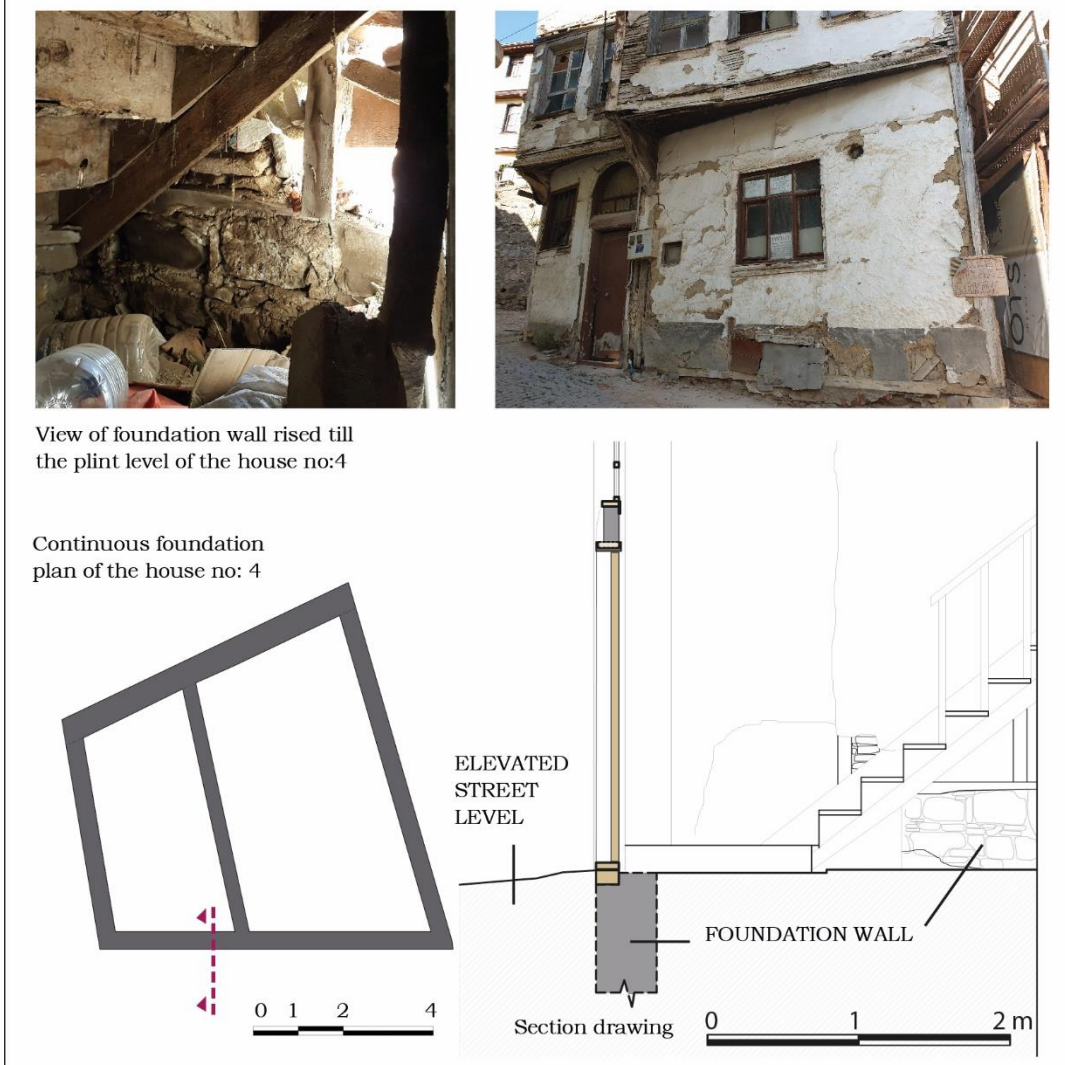 View of foundation wall rised till
the plint level of the house no:4
Continuous foundation
plan of the house no: 4
0 1 2 4
ELEVATED
STREET
LEVEL
FOUNDATION WALL
Section drawing
0 1 2 m